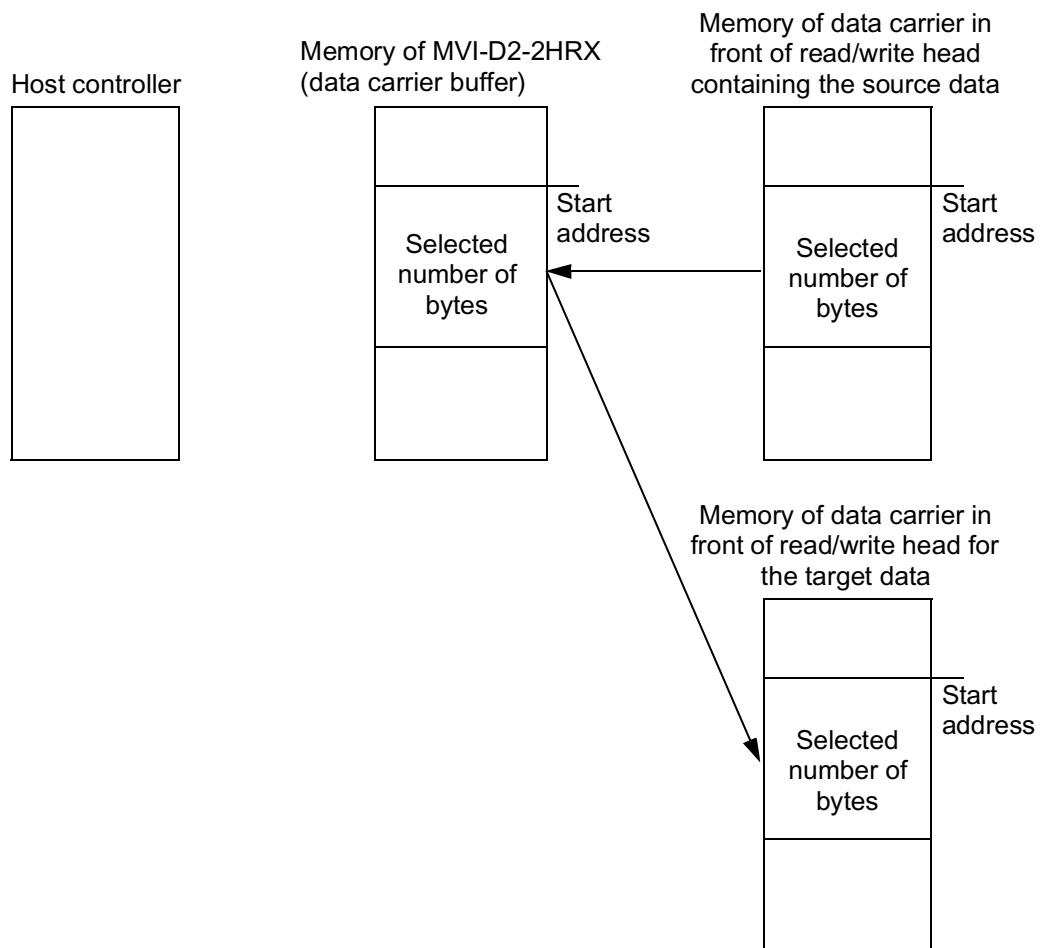 Host controller
Memory of MVI-D2-2HRX
(data carrier buffer)
Memory of data carrier in
front of read/write head
containing the source data
Start
address
Selected
number of
bytes
Start
address
Selected
number of
bytes
Memory of data carrier in
front of read/write head for
the target data
Start
address
Selected
number of
bytes